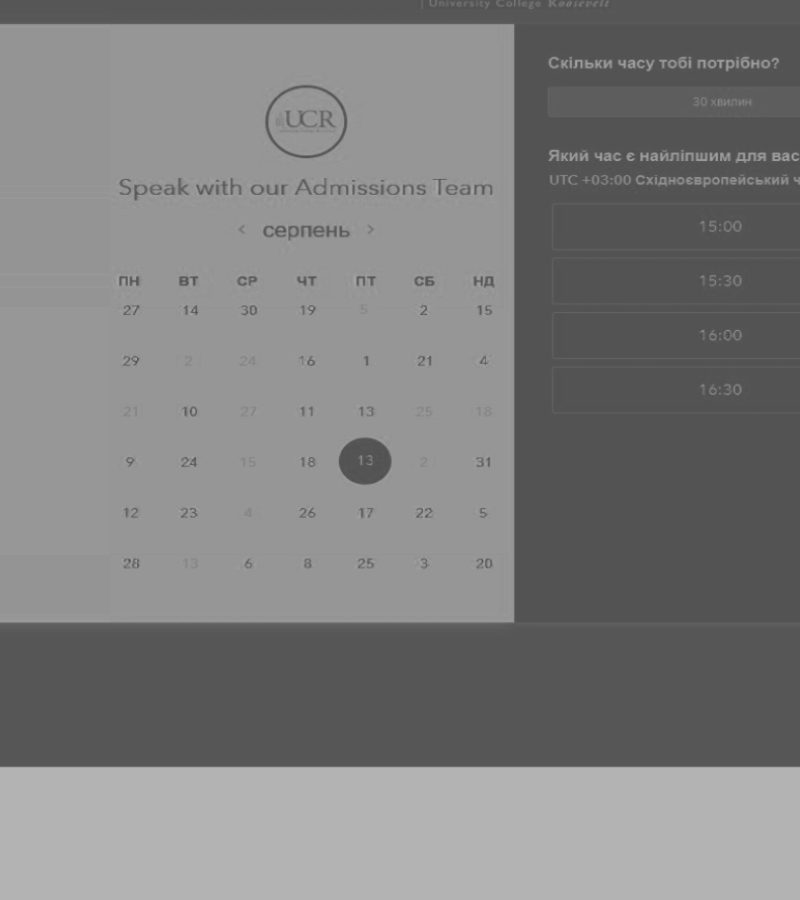 | University College Roosevelt
UCR
Speak with our Admissions Team
< серпень >
ПН ВТ СР ЧТ ПТ СБ НД
27 14 30 19 5 2 15
29 2 24 16 1 21 4
21 10 27 11 13 25 18
9 24 15 18 13 2 31
12 23 4 26 17 22 5
28 13 6 8 25 3 20
Скільки часу тобі потрібно?
30 хвилин
Який час є найліпшим для вас
UTC +03:00 Східноєвропейський ч
15:00
15:30
16:00
16:30